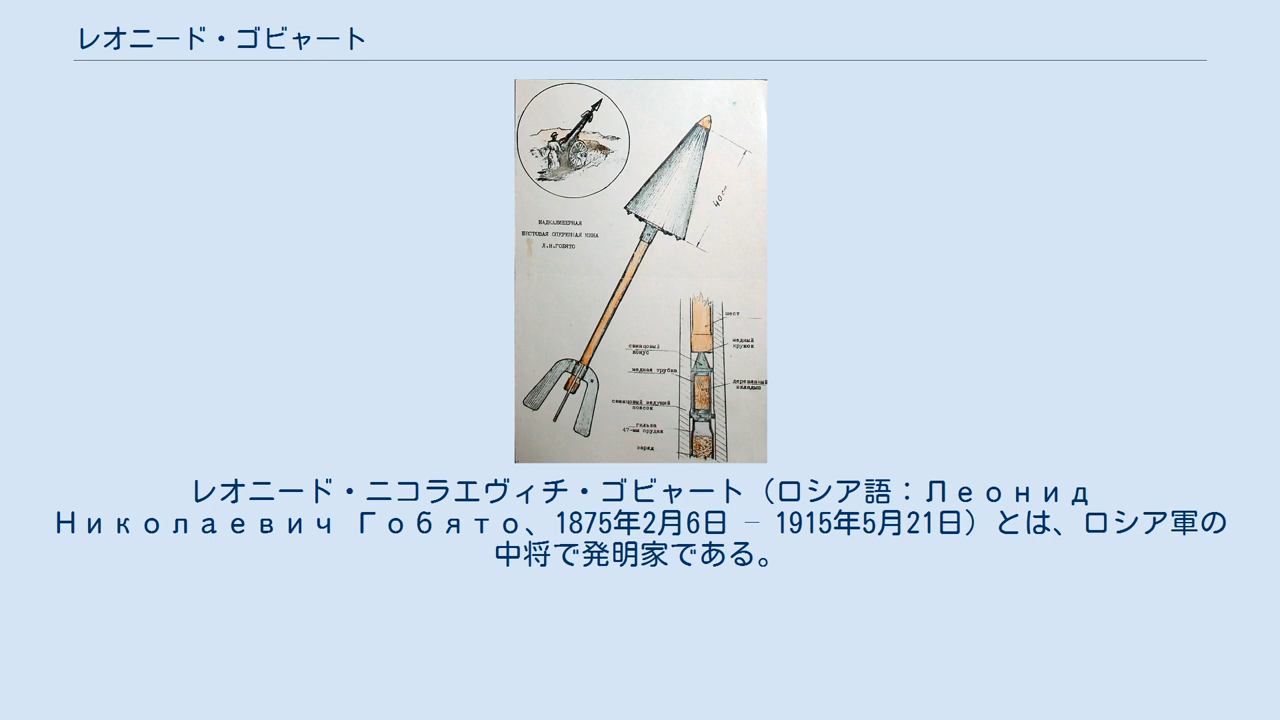 レオニード・ゴビャート
НАДКАЛИБЕРНАЯ
ШЕСТОВАЯ ОПЕРЕННАЯ МИНА
Л.Н.ГОБЯТО
40 см
шест
свинцовый
конус
медный
кружок
медная трубка
деревянный
вкладыш
свинцовый ведущий
поясок
гильза
47-мм орудия
заряд
レオニード・ニコラエヴィチ・ゴビャート（ロシア語：Леонид
Николаевич Гобято、1875年2月6日 – 1915年5月21日）とは、ロシア軍の
中将で発明家である。